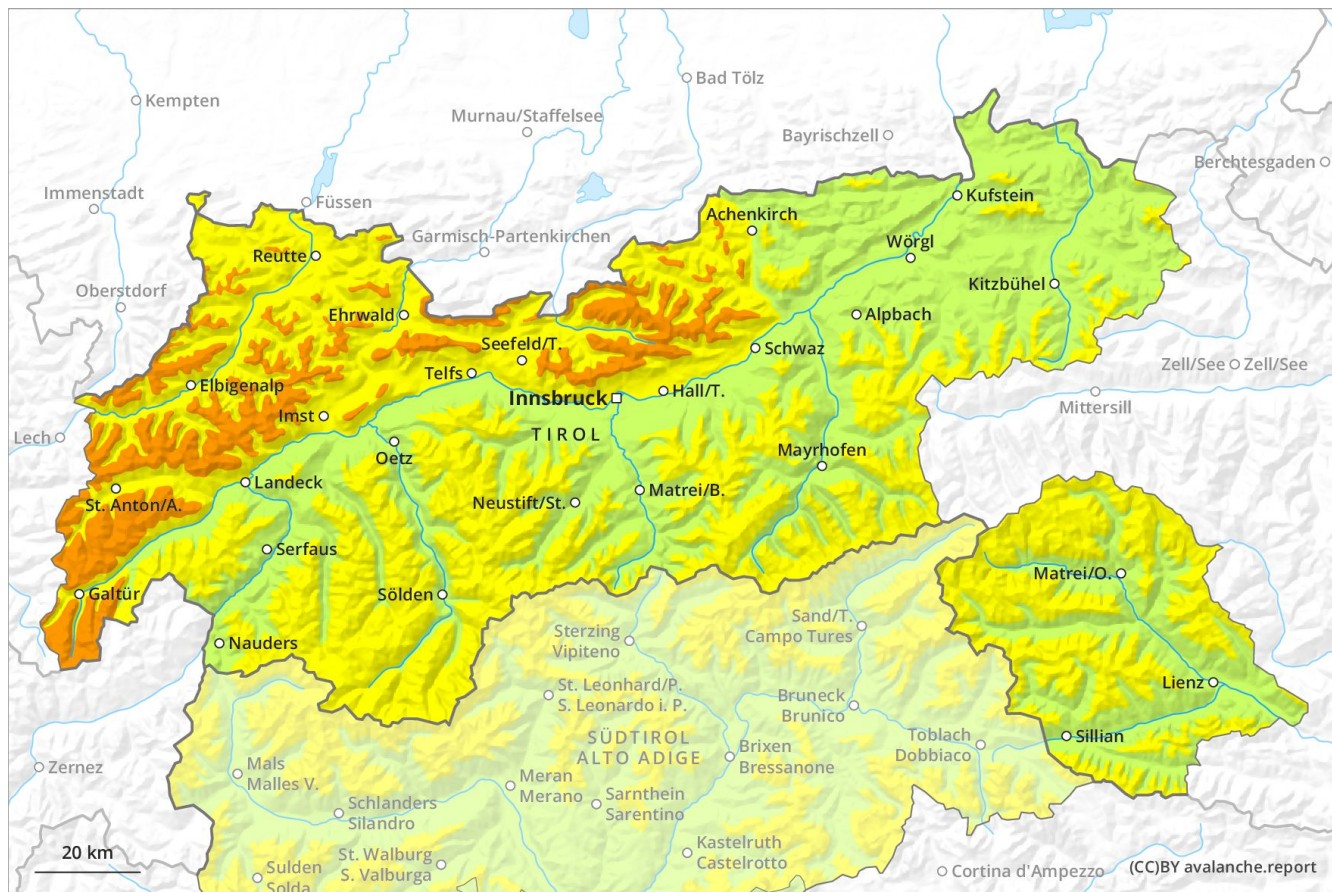 Bad Tölz
Kempten
Murnau/Staffelsee
Bayrischzell
Berchtesgaden
Immenstadt
Füssen
Kufstein
Achenkirch
Garmisch-Partenkirchen
Reutte
Wörgl
Oberstdorf
Kitzbühel
Ehrwald
Alpbach
Seefeld/T.
Schwaz
Telfs
Zell/See
Zell/See
Elbigenalp
Hall/T.
Innsbruck
Mittersill
Imst
Lech
TIROL
Mayrhofen
Oetz
Landeck
Matrei/B.
St. Anton/A.
Neustift/St.
Serfaus
Matrei/O.
Galtür
Sölden
Sand/T.
Campo Tures
Sterzing
Vipiteno
Nauders
Lienz
St. Leonhard/P.
S. Leonardo i. P.
Bruneck
Brunico
Sillian
SÜDTIROL
ALTO ADIGE
Toblach
Dobbiaco
Brixen
Bressanone
Zernez
Mals
Malles V.
Meran
Merano
Sarnthein
Sarentino
Schlanders
Silandro
Kastelruth
Castelrotto
20 km
St. Walburg
S. Valburga
Sulden
Solda
Cortina d'Ampezzo
(CC)BY avalanche.report